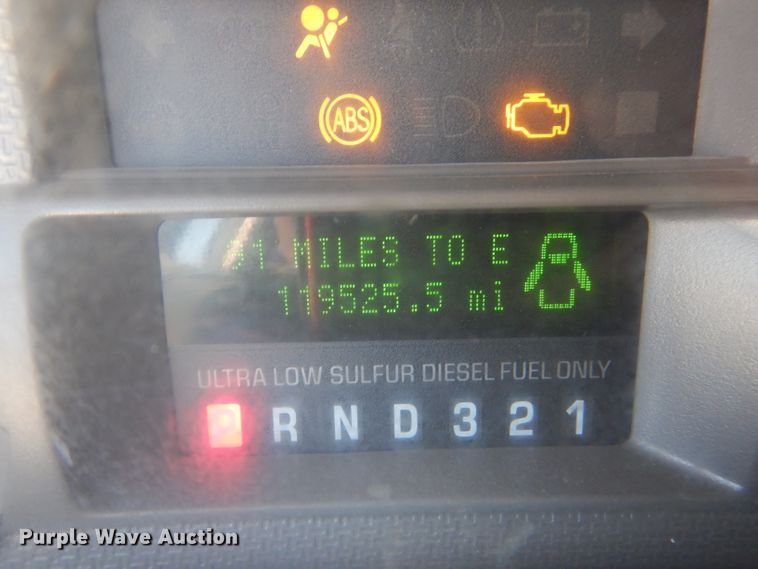 ABS
MILES TO E
119525.5 mi
ULTRA LOW SULFUR DIESEL FUEL ONLY
P R N D 3 2 1
Purple Wave Auction